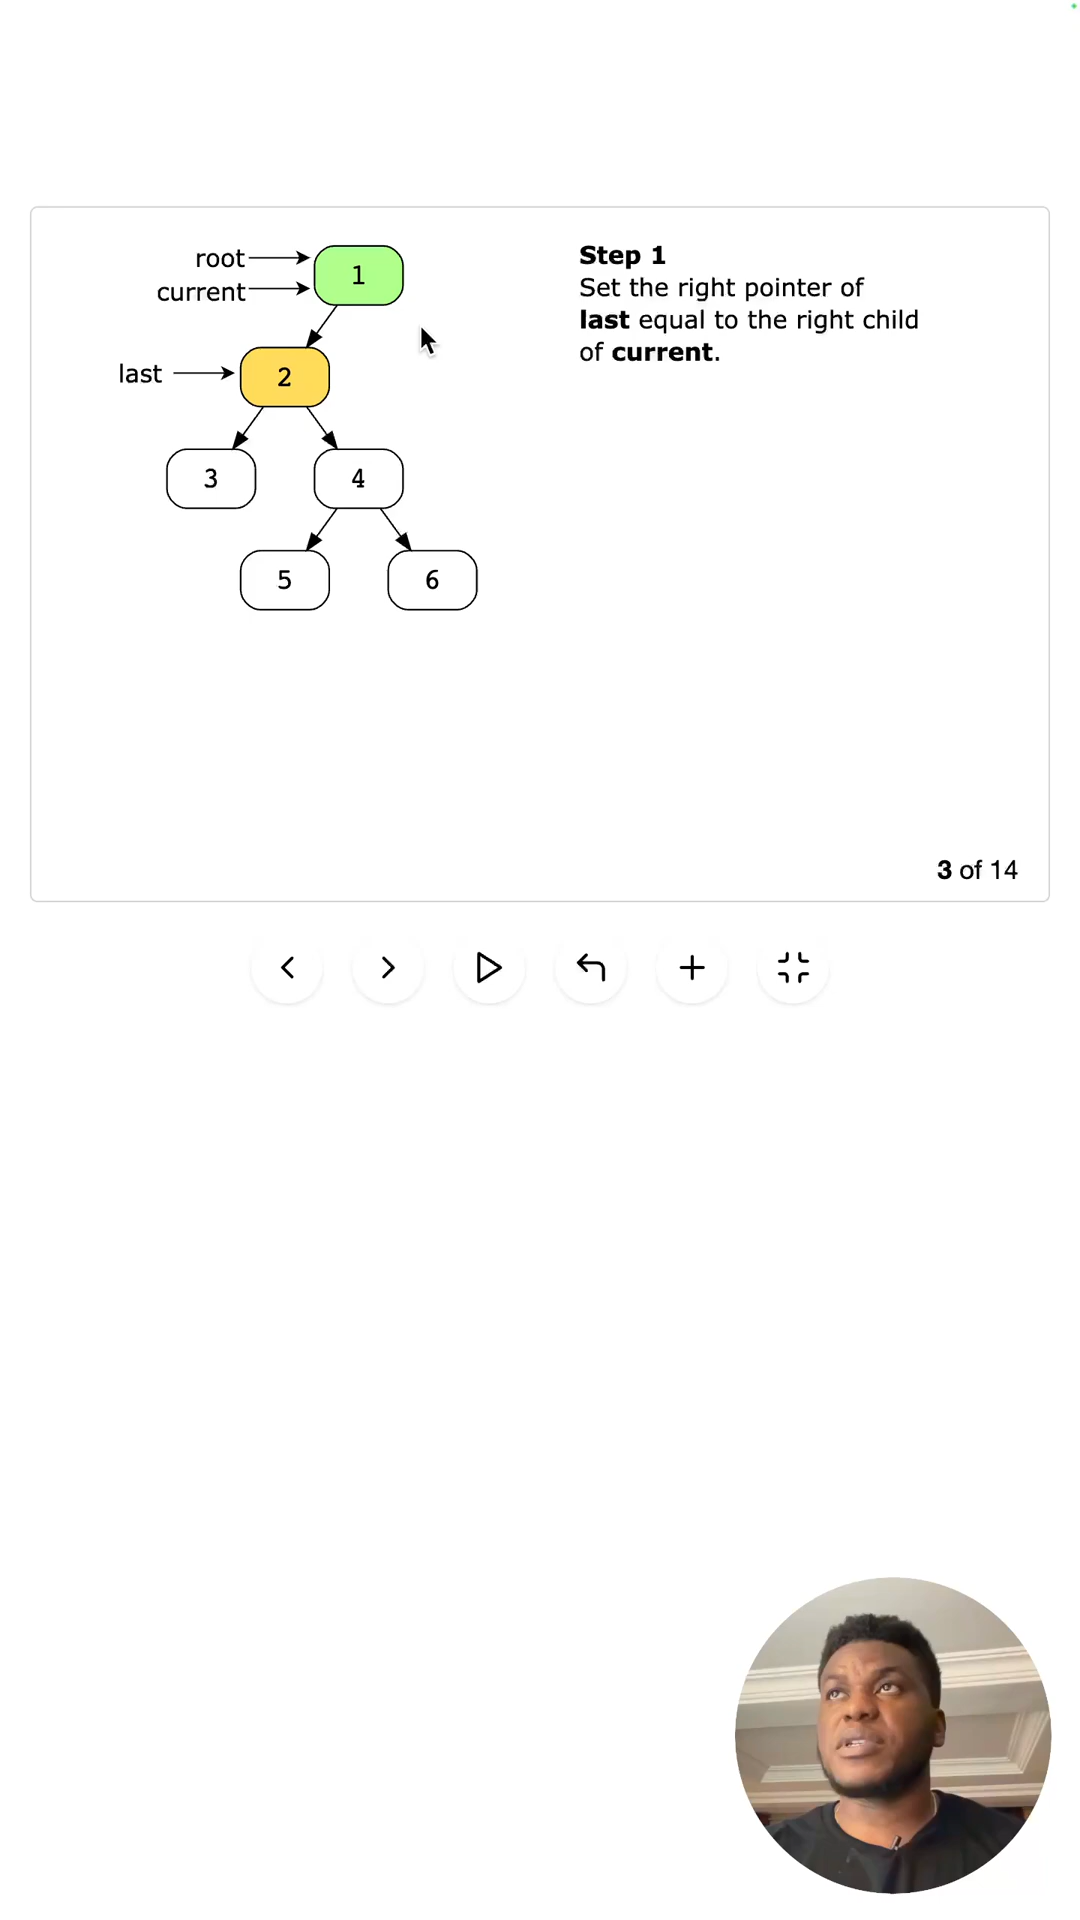 root
current
1
last
2
3
4
5
6
Step 1
Set the right pointer of
last equal to the right child
of current.
3 of 14